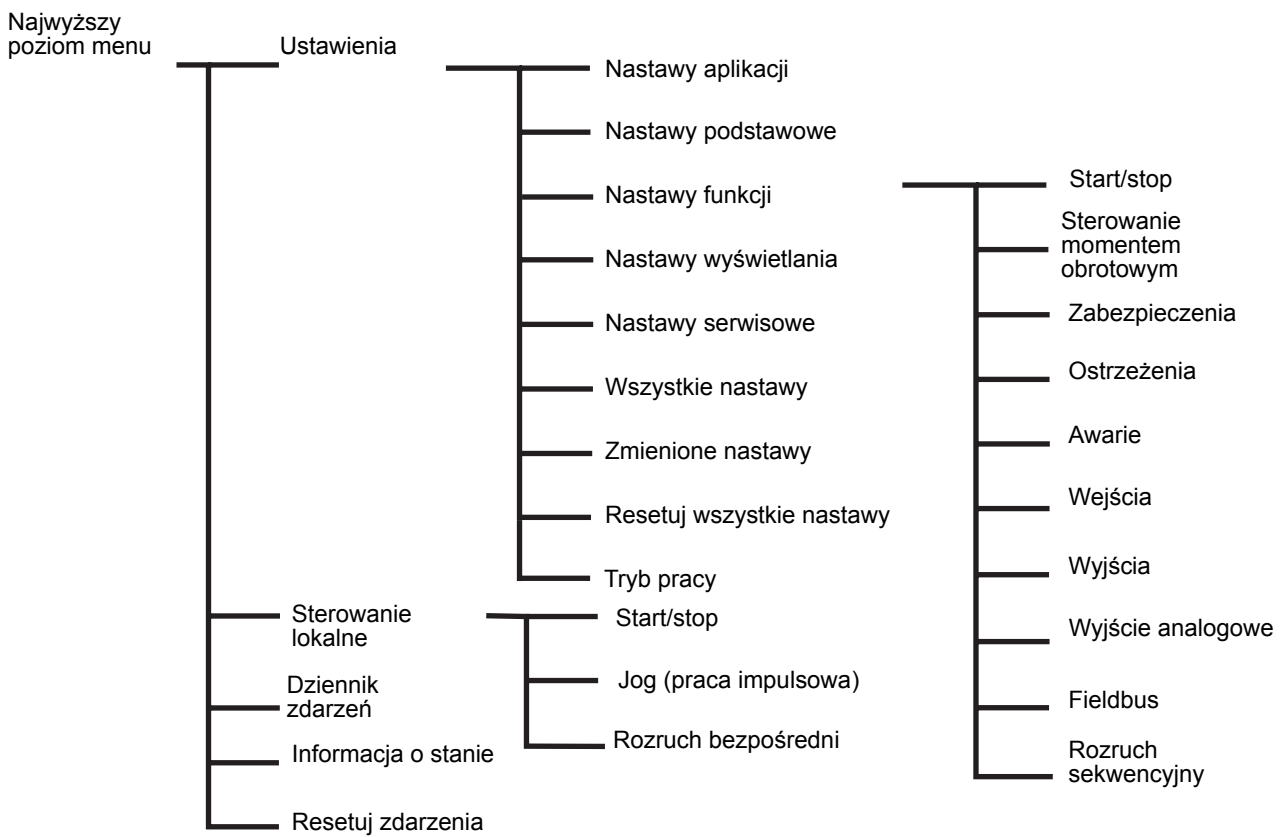 Najwyższy
poziom menu
Ustawienia
Nastawy aplikacji
Nastawy podstawowe
Nastawy funkcji
Nastawy wyświetlania
Nastawy serwisowe
Wszystkie nastawy
Zmienione nastawy
Resetuj wszystkie nastawy
Tryb pracy
Start/stop
Sterowanie
momentem
obrotowym
Zabezpieczenia
Ostrzeżenia
Awarie
Wejścia
Wyjścia
Wyjście analogowe
Fieldbus
Rozruch
sekwencyjny
Sterowanie
lokalne
Start/stop
Jog (praca impulsowa)
Rozruch bezpośredni
Dziennik
zdarzeń
Informacja o stanie
Resetuj zdarzenia